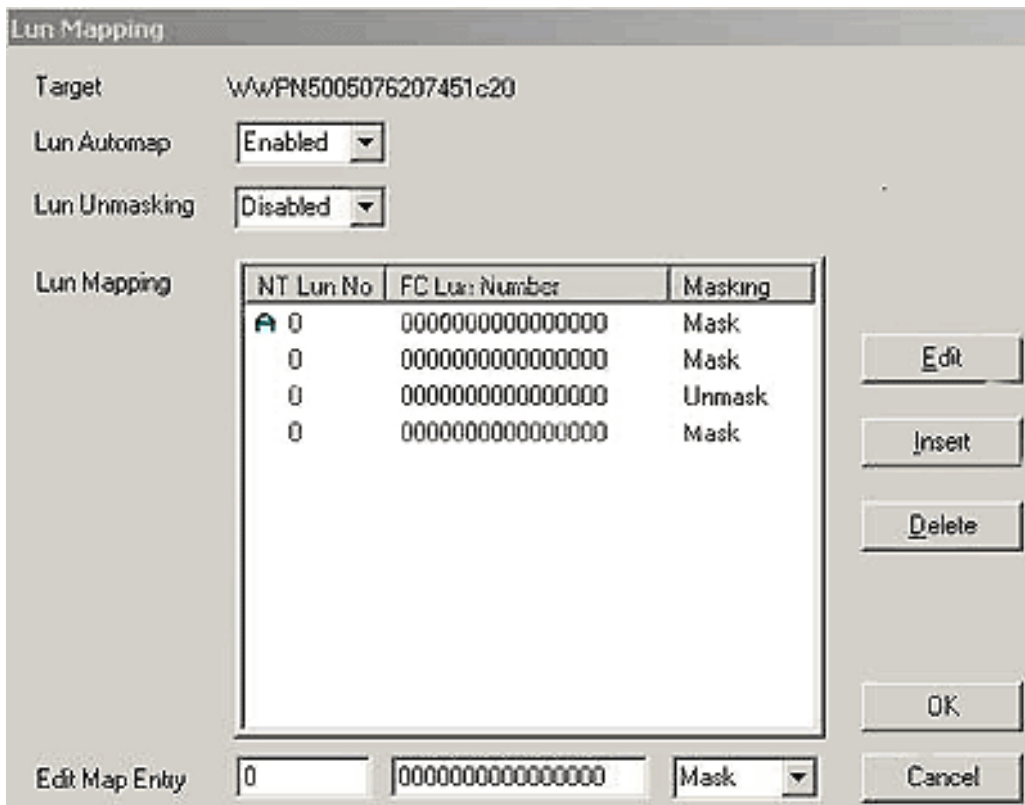 Lun Mapping
Target WWPN5005076207451c20
Lun Automap Enabled
Lun Unmasking Disabled
Lun Mapping
NT Lun No FC Lun Number Masking
A 0 0000000000000000 Mask
0 0000000000000000 Mask
0 0000000000000000 Unmask
0 0000000000000000 Mask
Edit
Insert
Delete
OK
Edit Map Entry 0 0000000000000000 Mask Cancel